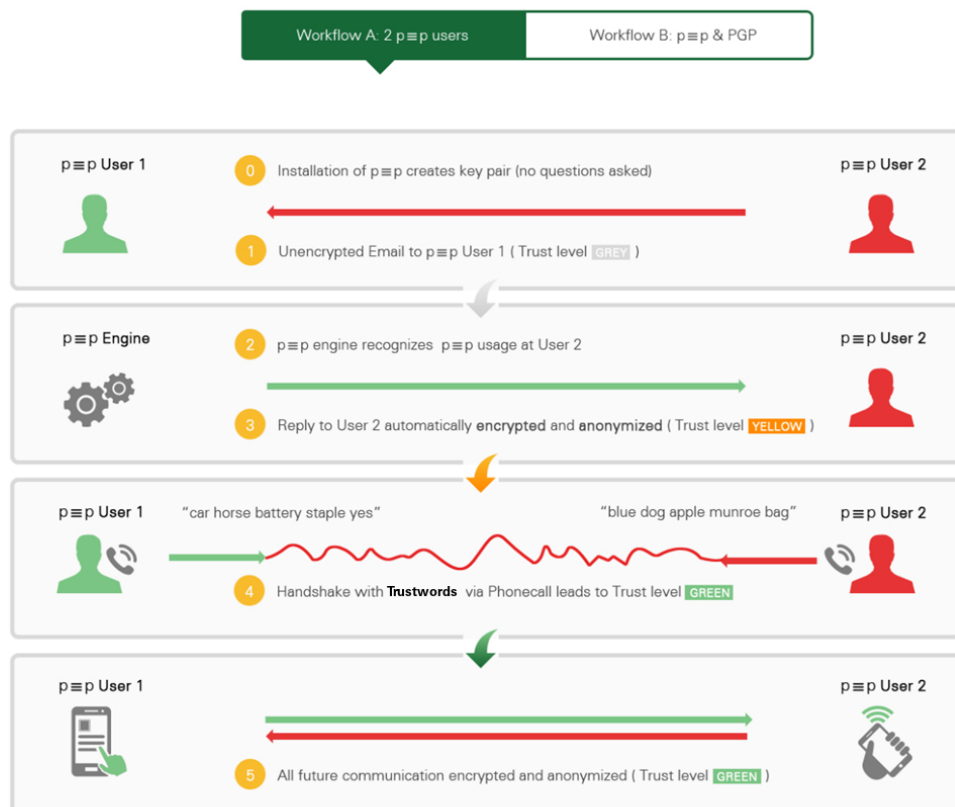 Workflow A: 2 p≡p users
Workflow B: p≡p & PGP
p≡p User 1
0
Installation of p≡p creates key pair (no questions asked)
p≡p User 2
1
Unencrypted Email to p≡p User 1 ( Trust level GREY )
p≡p Engine
2
p≡p engine recognizes p≡p usage at User 2
p≡p User 2
3
Reply to User 2 automatically encrypted and anonymized ( Trust level YELLOW )
p≡p User 1
"car horse battery staple yes"
"blue dog apple munroe bag"
p≡p User 2
4
Handshake with Trustwords via Phonecall leads to Trust level GREEN
p≡p User 1
p≡p User 2
5
All future communication encrypted and anonymized ( Trust level GREEN )